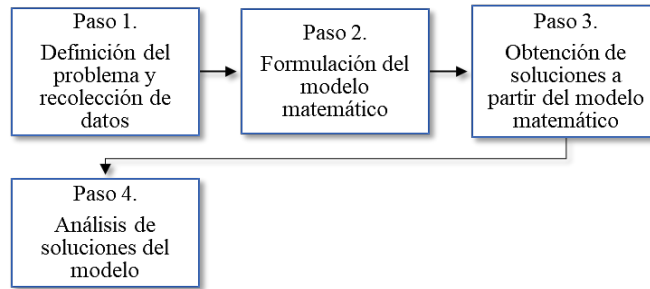 Paso 1.
Definición del
problema y
recolección de
datos
Paso 2.
Formulación del
modelo
matemático
Paso 3.
Obtención de
soluciones a
partir del modelo
matemático
Paso 4.
Análisis de
soluciones del
modelo